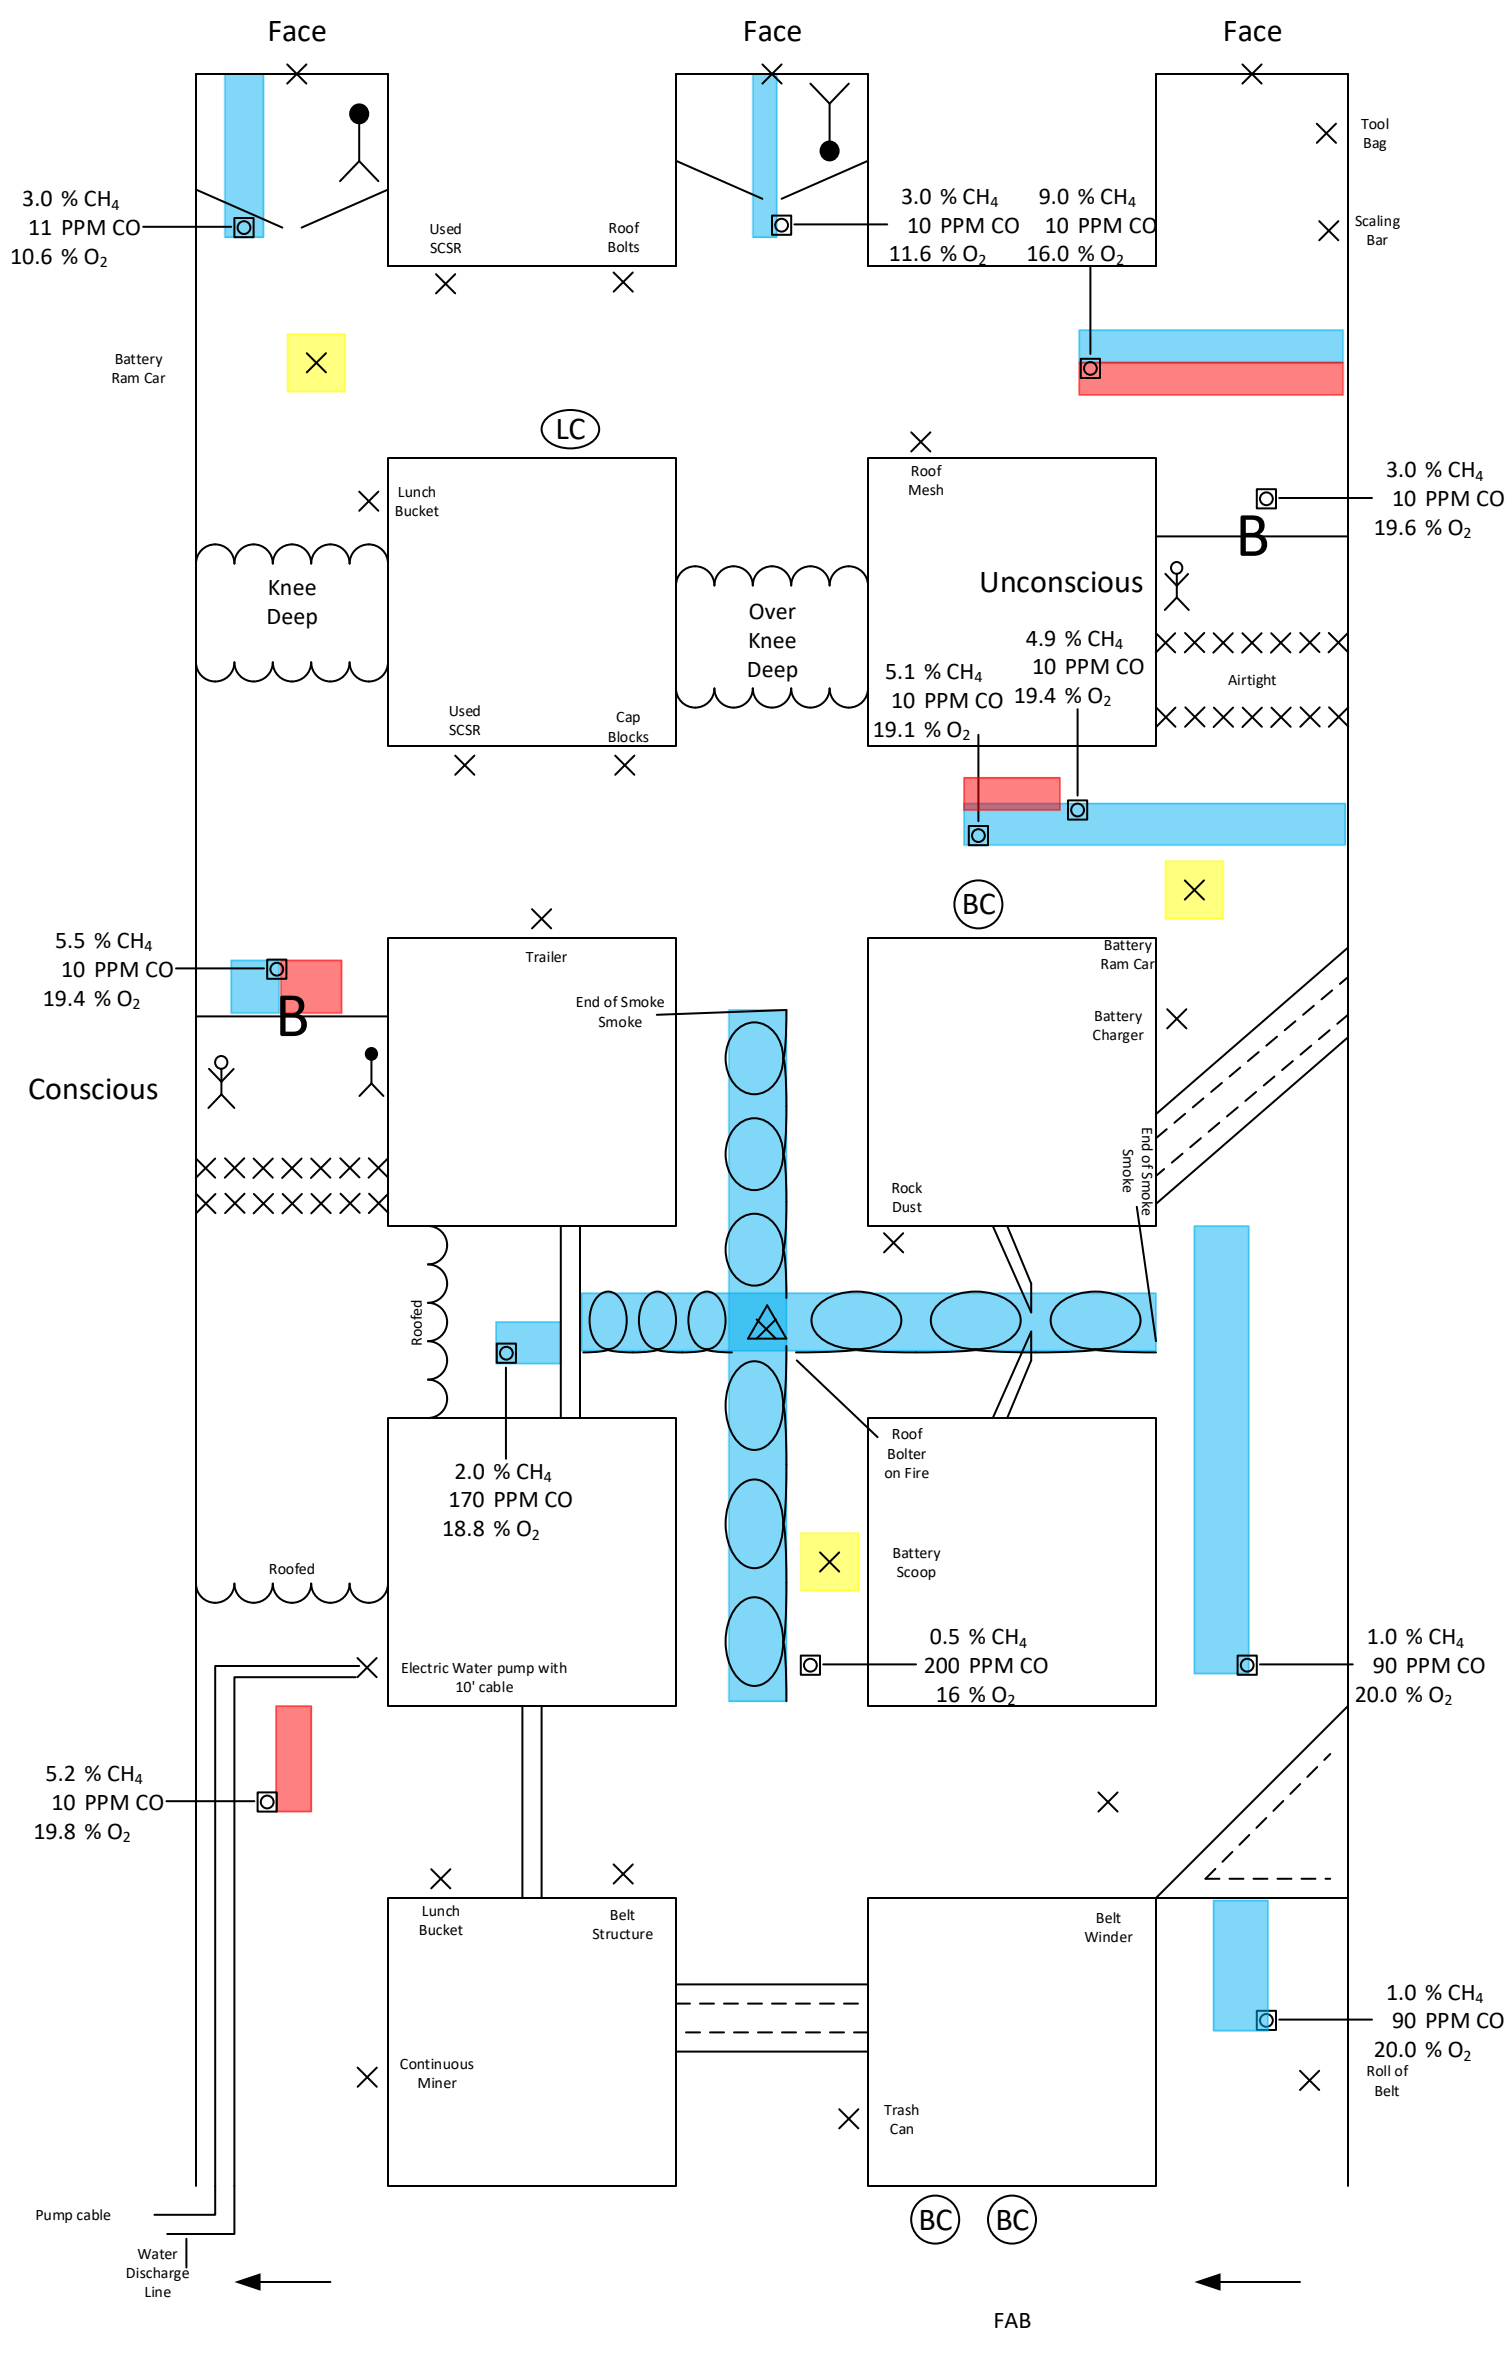 Face
Face
Face
Tool
Bag
3.0 % CH₄
11 PPM CO
10.6 % O₂
Used
SCSR
Roof
Bolts
3.0 % CH₄
10 PPM CO
11.6 % O₂
9.0 % CH₄
10 PPM CO
16.0 % O₂
Scaling
Bar
Battery
Ram Car
LC
Lunch
Bucket
Roof
Mesh
3.0 % CH₄
10 PPM CO
19.6 % O₂
B
Knee
Deep
Over
Knee
Deep
Unconscious
4.9 % CH₄
10 PPM CO
19.4 % O₂
5.1 % CH₄
10 PPM CO
19.1 % O₂
Airtight
Used
SCSR
Cap
Blocks
BC
5.5 % CH₄
10 PPM CO
19.4 % O₂
B
Trailer
Battery
Ram Car
End of Smoke
Smoke
Battery
Charger
Conscious
End of Smoke
Smoke
Rock
Dust
Roofed
Roof
Bolter
on Fire
2.0 % CH₄
170 PPM CO
18.8 % O₂
Roofed
Battery
Scoop
0.5 % CH₄
200 PPM CO
16 % O₂
1.0 % CH₄
90 PPM CO
20.0 % O₂
Electric Water pump with
10' cable
5.2 % CH₄
10 PPM CO
19.8 % O₂
Lunch
Bucket
Belt
Structure
Belt
Winder
1.0 % CH₄
90 PPM CO
20.0 % O₂
Continuous
Miner
Roll of
Belt
Trash
Can
Pump cable
BC
BC
Water
Discharge
Line
FAB